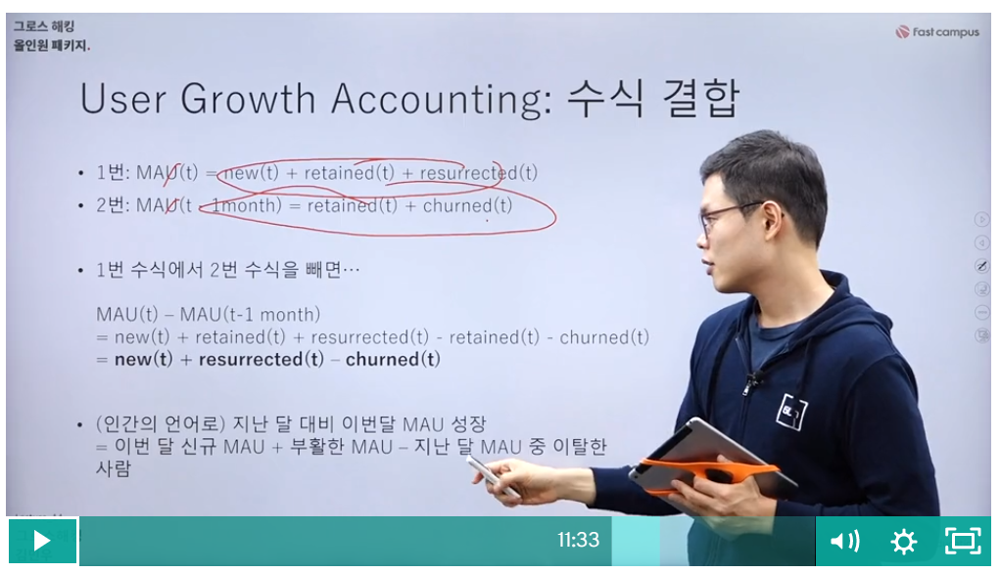 그로스 해킹
올인원 패키지.
fast campus
User Growth Accounting: 수식 결합
• 1번: MAU(t) = new(t) + retained(t) + resurrected(t)
• 2번: MAU(t - 1month) = retained(t) + churned(t)
• 1번 수식에서 2번 수식을 빼면…
MAU(t) – MAU(t-1 month)
= new(t) + retained(t) + resurrected(t) - retained(t) - churned(t)
= new(t) + resurrected(t) – churned(t)
• (인간의 언어로) 지난 달 대비 이번달 MAU 성장
= 이번 달 신규 MAU + 부활한 MAU – 지난 달 MAU 중 이탈한
사람
11:33